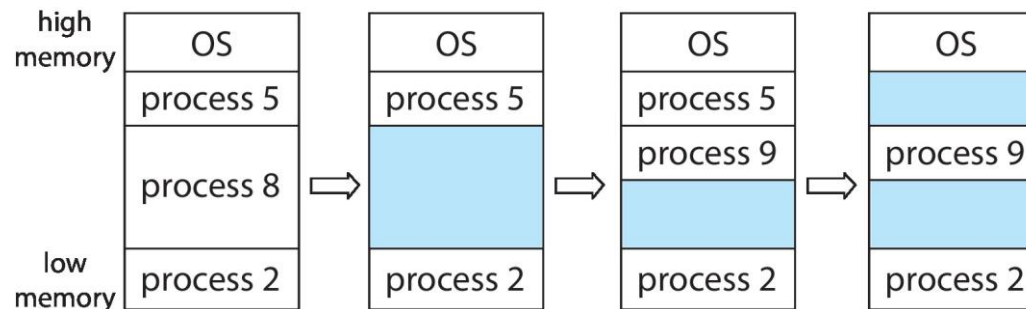 high
memory
OS
process 5
process 8
process 2
low
memory
OS
process 5
process 2
OS
process 5
process 9
process 2
OS
process 9
process 2